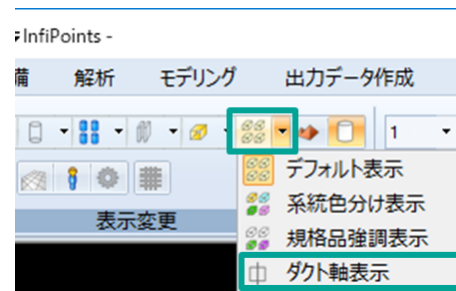 InfiPoints -
備 解析 モデリング 出力データ作成
1
デフォルト表示
系統色分け表示
規格品強調表示
表示変更
ダクト軸表示